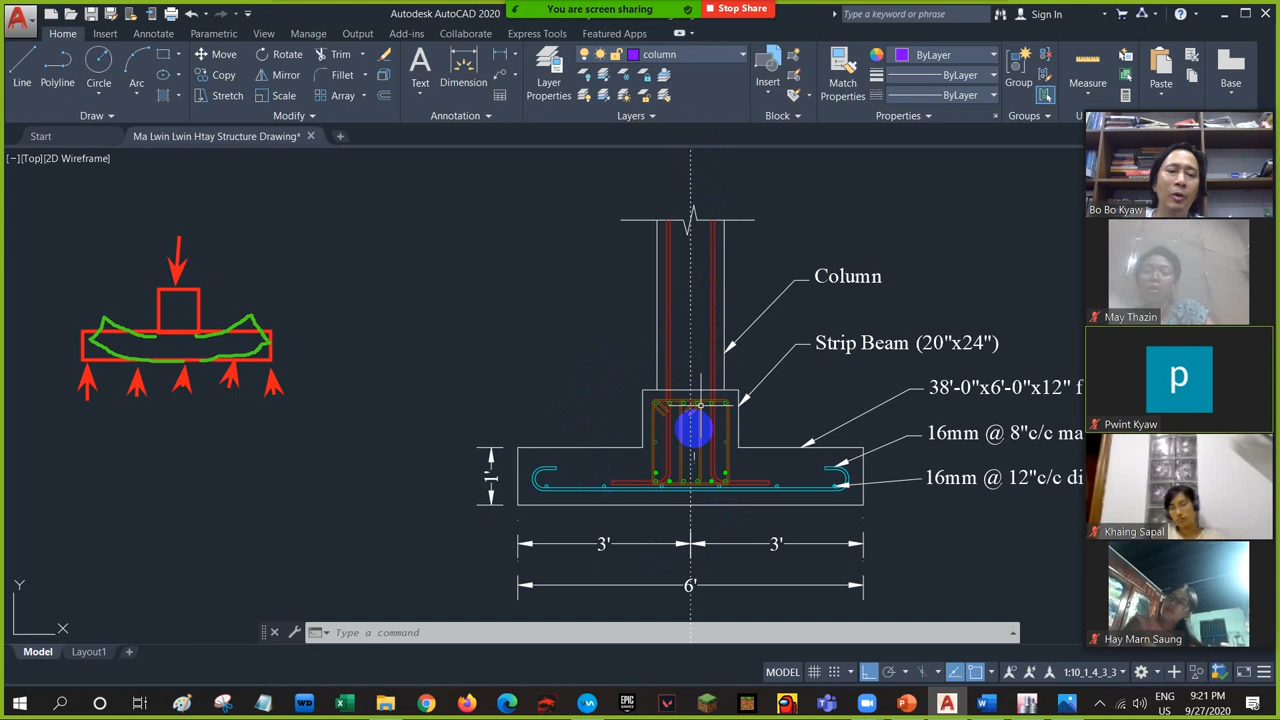 Autodesk AutoCAD 2020
You are screen sharing
Stop Share
Type a keyword or phrase
Sign In
Home Insert Annotate Parametric View Manage Output Add-ins Collaborate Express Tools Featured Apps
Line
Polyline
Circle
Arc
Move
Rotate
Trim
Copy
Mirror
Fillet
Stretch
Scale
Array
Text
Dimension
Layer
Properties
column
Insert
Match
Properties
ByLayer
ByLayer
ByLayer
Group
Measure
Paste
Base
Draw
Modify
Annotation
Layers
Block
Properties
Groups
Start
Ma Lwin Lwin Htay Structure Drawing*
[−][Top][2D Wireframe]
Column
Strip Beam (20"x24")
38'-0"x6'-0"x12" f
16mm @ 8"c/c ma
16mm @ 12"c/c di
1'
3'
3'
6'
Y
X
Bo Bo Kyaw
May Thazin
p
Pwint Kyaw
Khaing Sapal
Hay Marn Saung
Type a command
Model
Layout1
MODEL
1:10_1_4_3_3
ENG
US
9:21 PM
9/27/2020